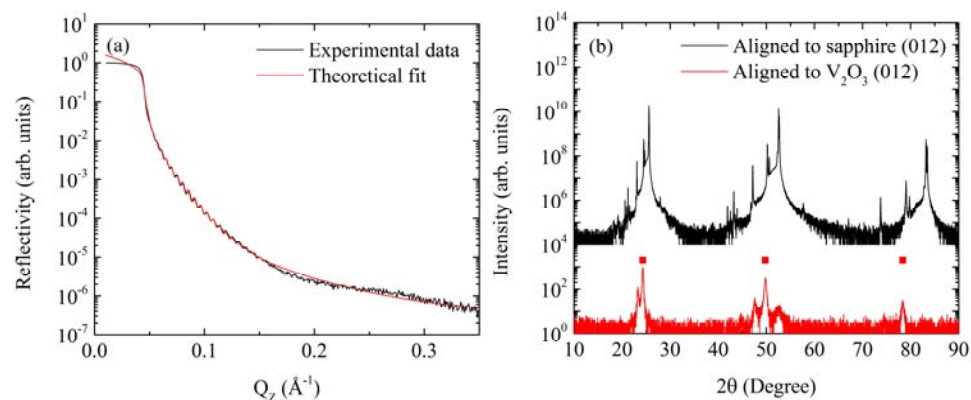 (a)
Experimental data
Theoretical fit
Reflectivity (arb. units)
10¹
10⁰
10⁻¹
10⁻²
10⁻³
10⁻⁴
10⁻⁵
10⁻⁶
10⁻⁷
0.0 0.1 0.2 0.3
Q_Z (Å⁻¹)
(b)
Aligned to sapphire (012)
Aligned to V₂O₃ (012)
Intensity (arb. units)
10¹⁴
10¹²
10¹⁰
10⁸
10⁶
10⁴
10²
10⁰
10 20 30 40 50 60 70 80 90
2θ (Degree)